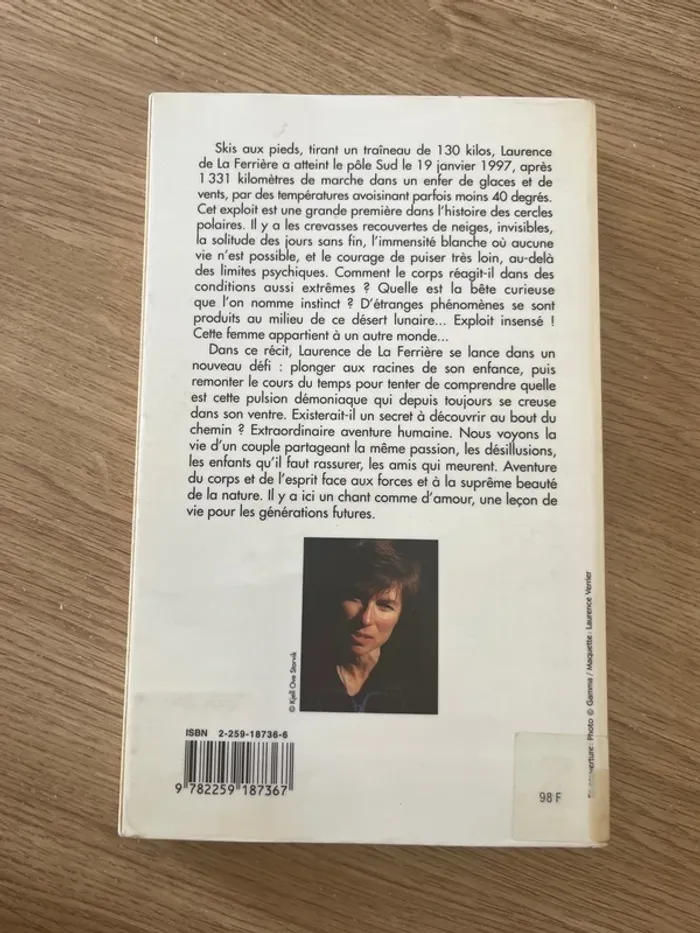 Skis aux pieds, tirant un traîneau de 130 kilos, Laurence
de La Ferrière a atteint le pôle Sud le 19 janvier 1997, après
1 331 kilomètres de marche dans un enfer de glaces et de
vents, par des températures avoisinant parfois moins 40 degrés.
Cet exploit est une grande première dans l'histoire des cercles
polaires. Il y a les crevasses recouvertes de neiges, invisibles,
la solitude des jours sans fin, l'immensité blanche où aucune
vie n'est possible, et le courage de puiser très loin, au-delà
des limites psychiques. Comment le corps réagit-il dans des
conditions aussi extrêmes ? Quelle est la bête curieuse
que l'on nomme instinct ? D'étranges phénomènes se sont
produits au milieu de ce désert lunaire... Exploit insensé !
Cette femme appartient à un autre monde...
Dans ce récit, Laurence de La Ferrière se lance dans un
nouveau défi : plonger aux racines de son enfance, puis
remonter le cours du temps pour tenter de comprendre quelle
est cette pulsion démoniaque qui depuis toujours se creuse
dans son ventre. Existerait-il un secret à découvrir au bout du
chemin ? Extraordinaire aventure humaine. Nous voyons la
vie d'un couple partageant la même passion, les désillusions,
les enfants qu'il faut rassurer, les amis qui meurent. Aventure
du corps et de l'esprit face aux forces et à la suprême beauté
de la nature. Il y a ici un chant comme d'amour, une leçon de
vie pour les générations futures.
© Kjell Ove Storvik
verture : Photo © Gamma / Maquette : Laurence Verrier
ISBN 2-259-18736-6
9 782259 187367
98 F